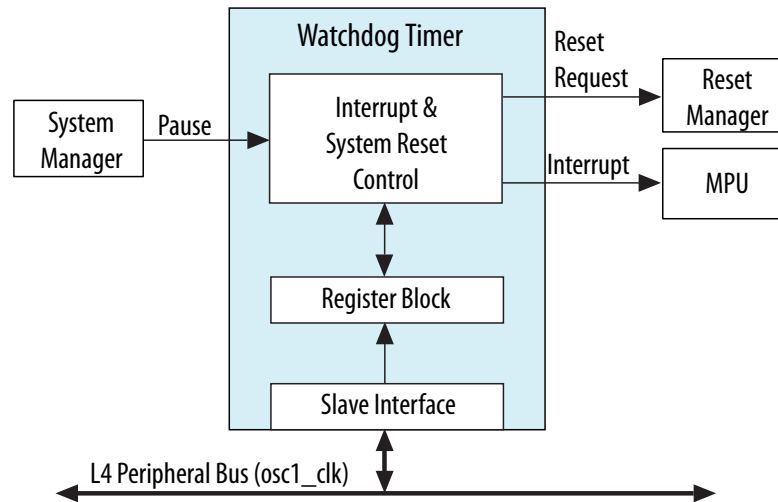 Watchdog Timer
Reset
Request
Reset
Manager
System
Manager
Pause
Interrupt &
System Reset
Control
Interrupt
MPU
Register Block
Slave Interface
L4 Peripheral Bus (osc1_clk)